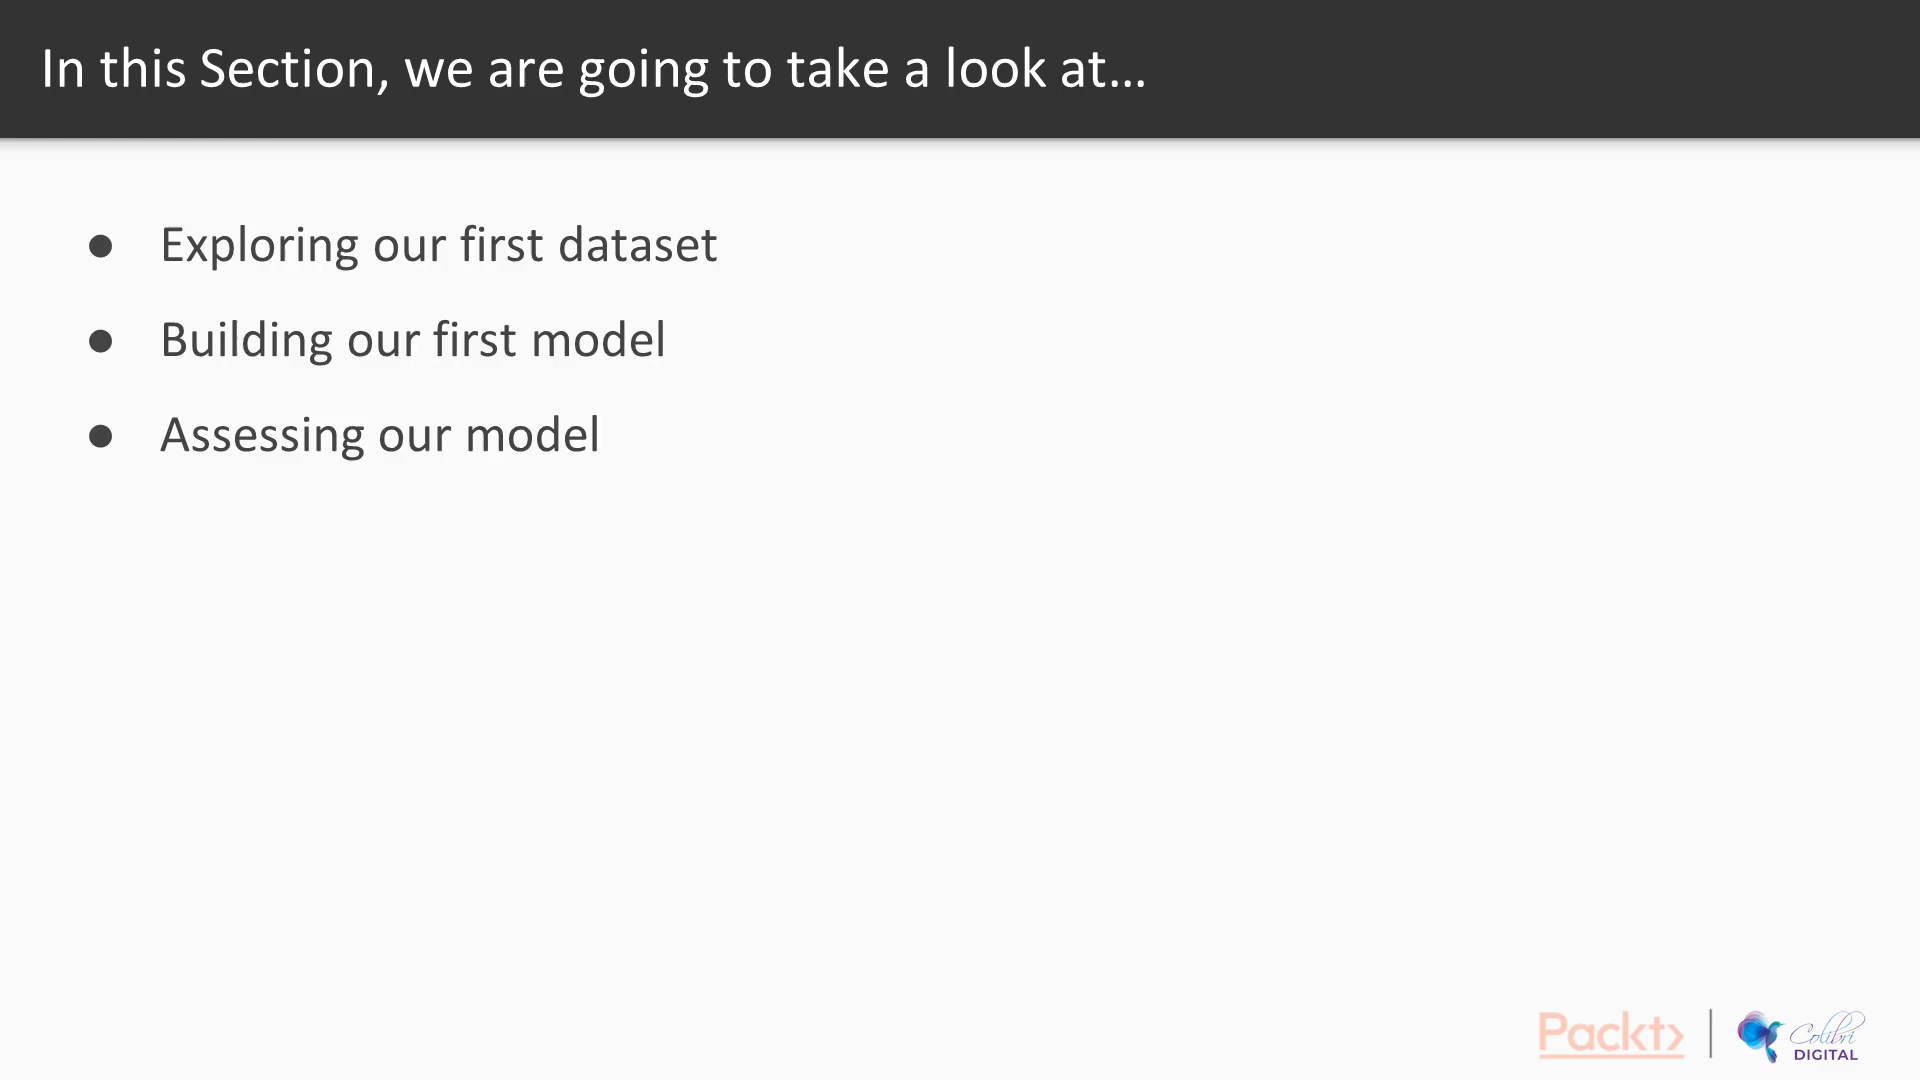 In this Section, we are going to take a look at...
● Exploring our first dataset
● Building our first model
● Assessing our model
Packt>
Colibri
DIGITAL